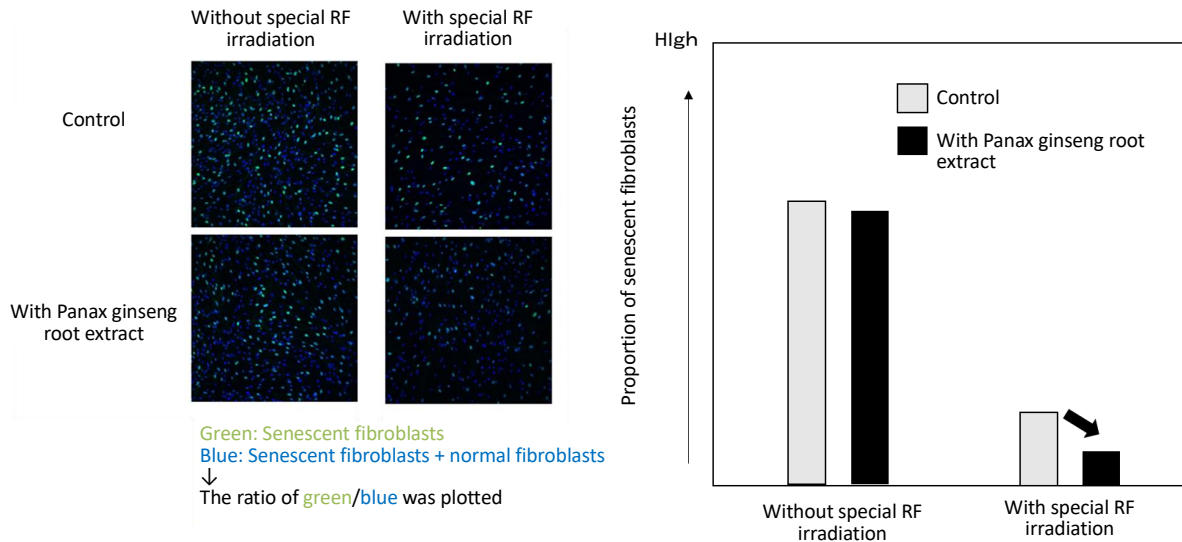 Without special RF
irradiation
With special RF
irradiation
Control
With Panax ginseng
root extract
Green: Senescent fibroblasts
Blue: Senescent fibroblasts + normal fibroblasts
↓
The ratio of green/blue was plotted
HIgh
Proportion of senescent fibroblasts
Control
With Panax ginseng root
extract
Without special RF
irradiation
With special RF
irradiation